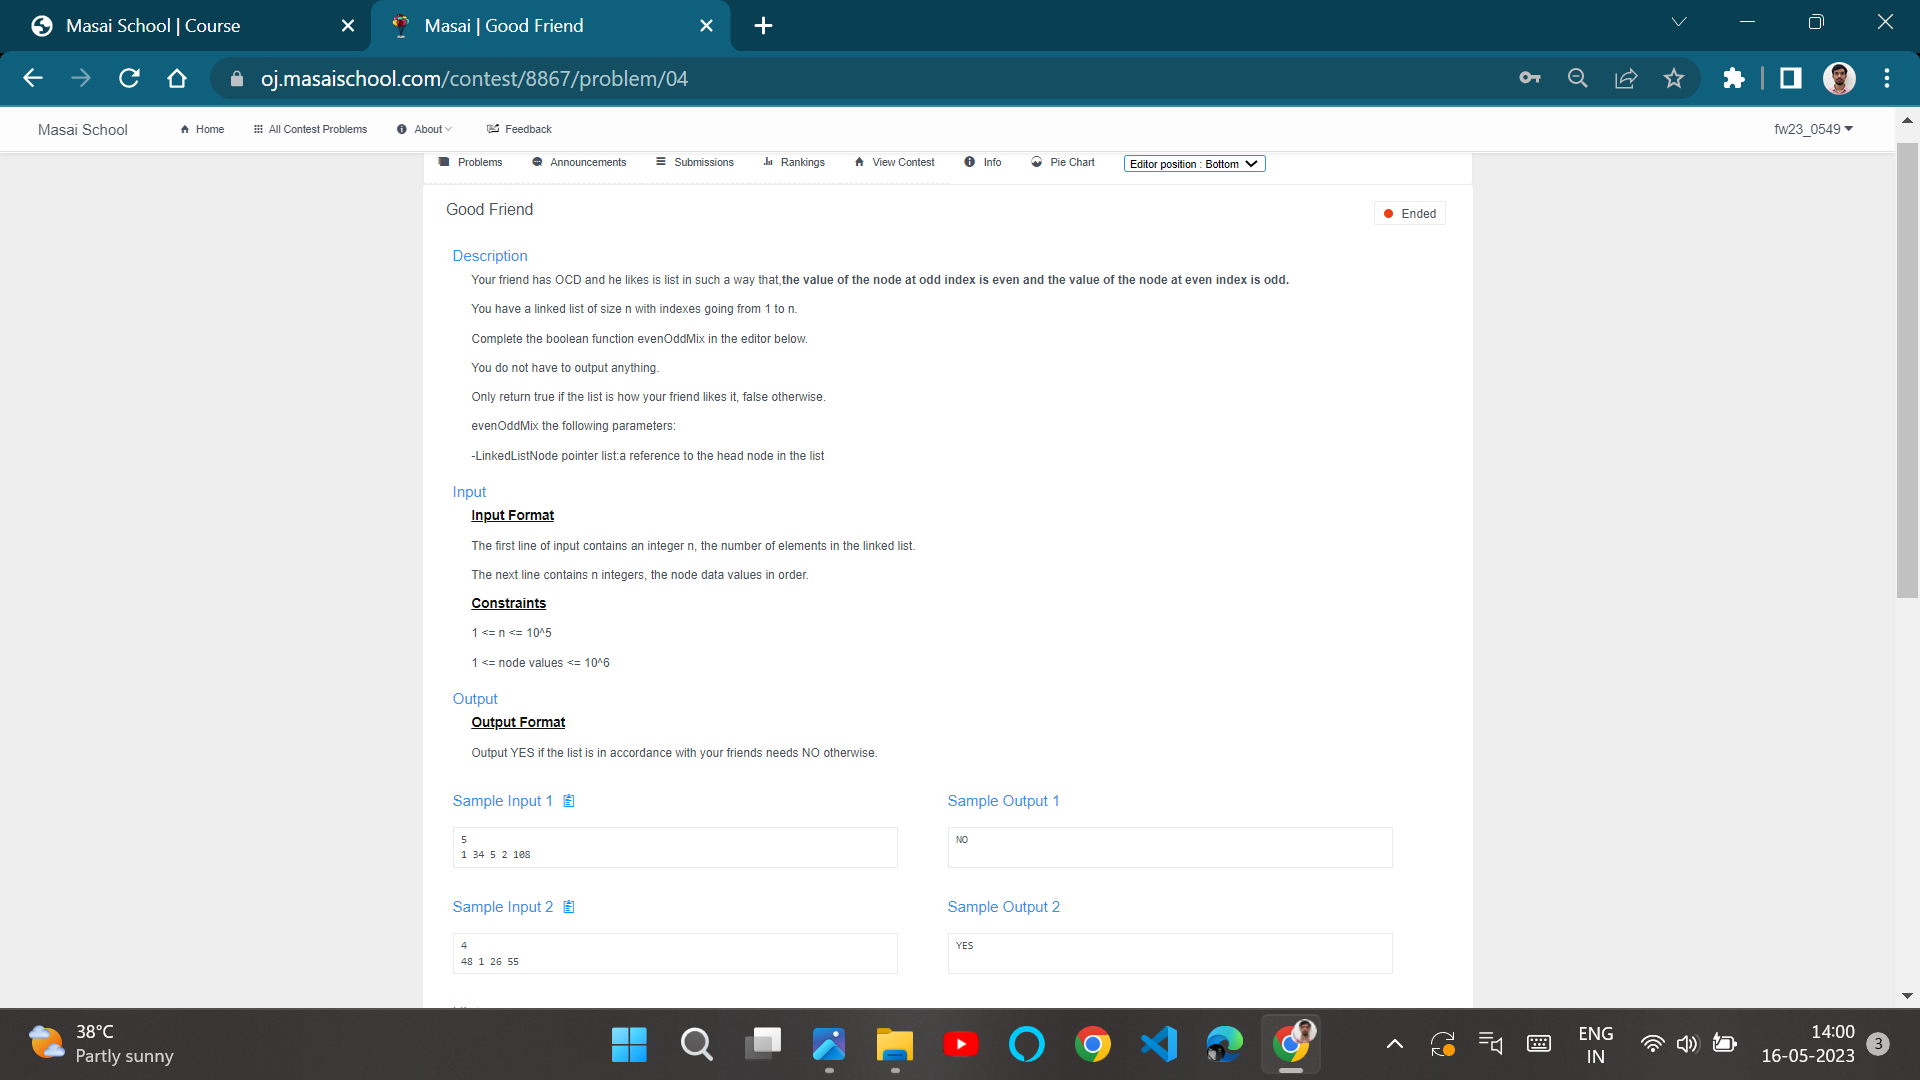 Masai School | Course
Masai | Good Friend
oj.masaischool.com/contest/8867/problem/04
Masai School
Home
All Contest Problems
About
Feedback
fw23_0549
Problems
Announcements
Submissions
Rankings
View Contest
Info
Pie Chart
Editor position : Bottom
Good Friend
Ended
Description
Your friend has OCD and he likes is list in such a way that,the value of the node at odd index is even and the value of the node at even index is odd.
You have a linked list of size n with indexes going from 1 to n.
Complete the boolean function evenOddMix in the editor below.
You do not have to output anything.
Only return true if the list is how your friend likes it, false otherwise.
evenOddMix the following parameters:
-LinkedListNode pointer list:a reference to the head node in the list
Input
Input Format
The first line of input contains an integer n, the number of elements in the linked list.
The next line contains n integers, the node data values in order.
Constraints
1 <= n <= 10^5
1 <= node values <= 10^6
Output
Output Format
Output YES if the list is in accordance with your friends needs NO otherwise.
Sample Input 1
5
1 34 5 2 108
Sample Output 1
NO
Sample Input 2
4
48 1 26 55
Sample Output 2
YES
38°C
Partly sunny
ENG
IN
14:00
16-05-2023
3